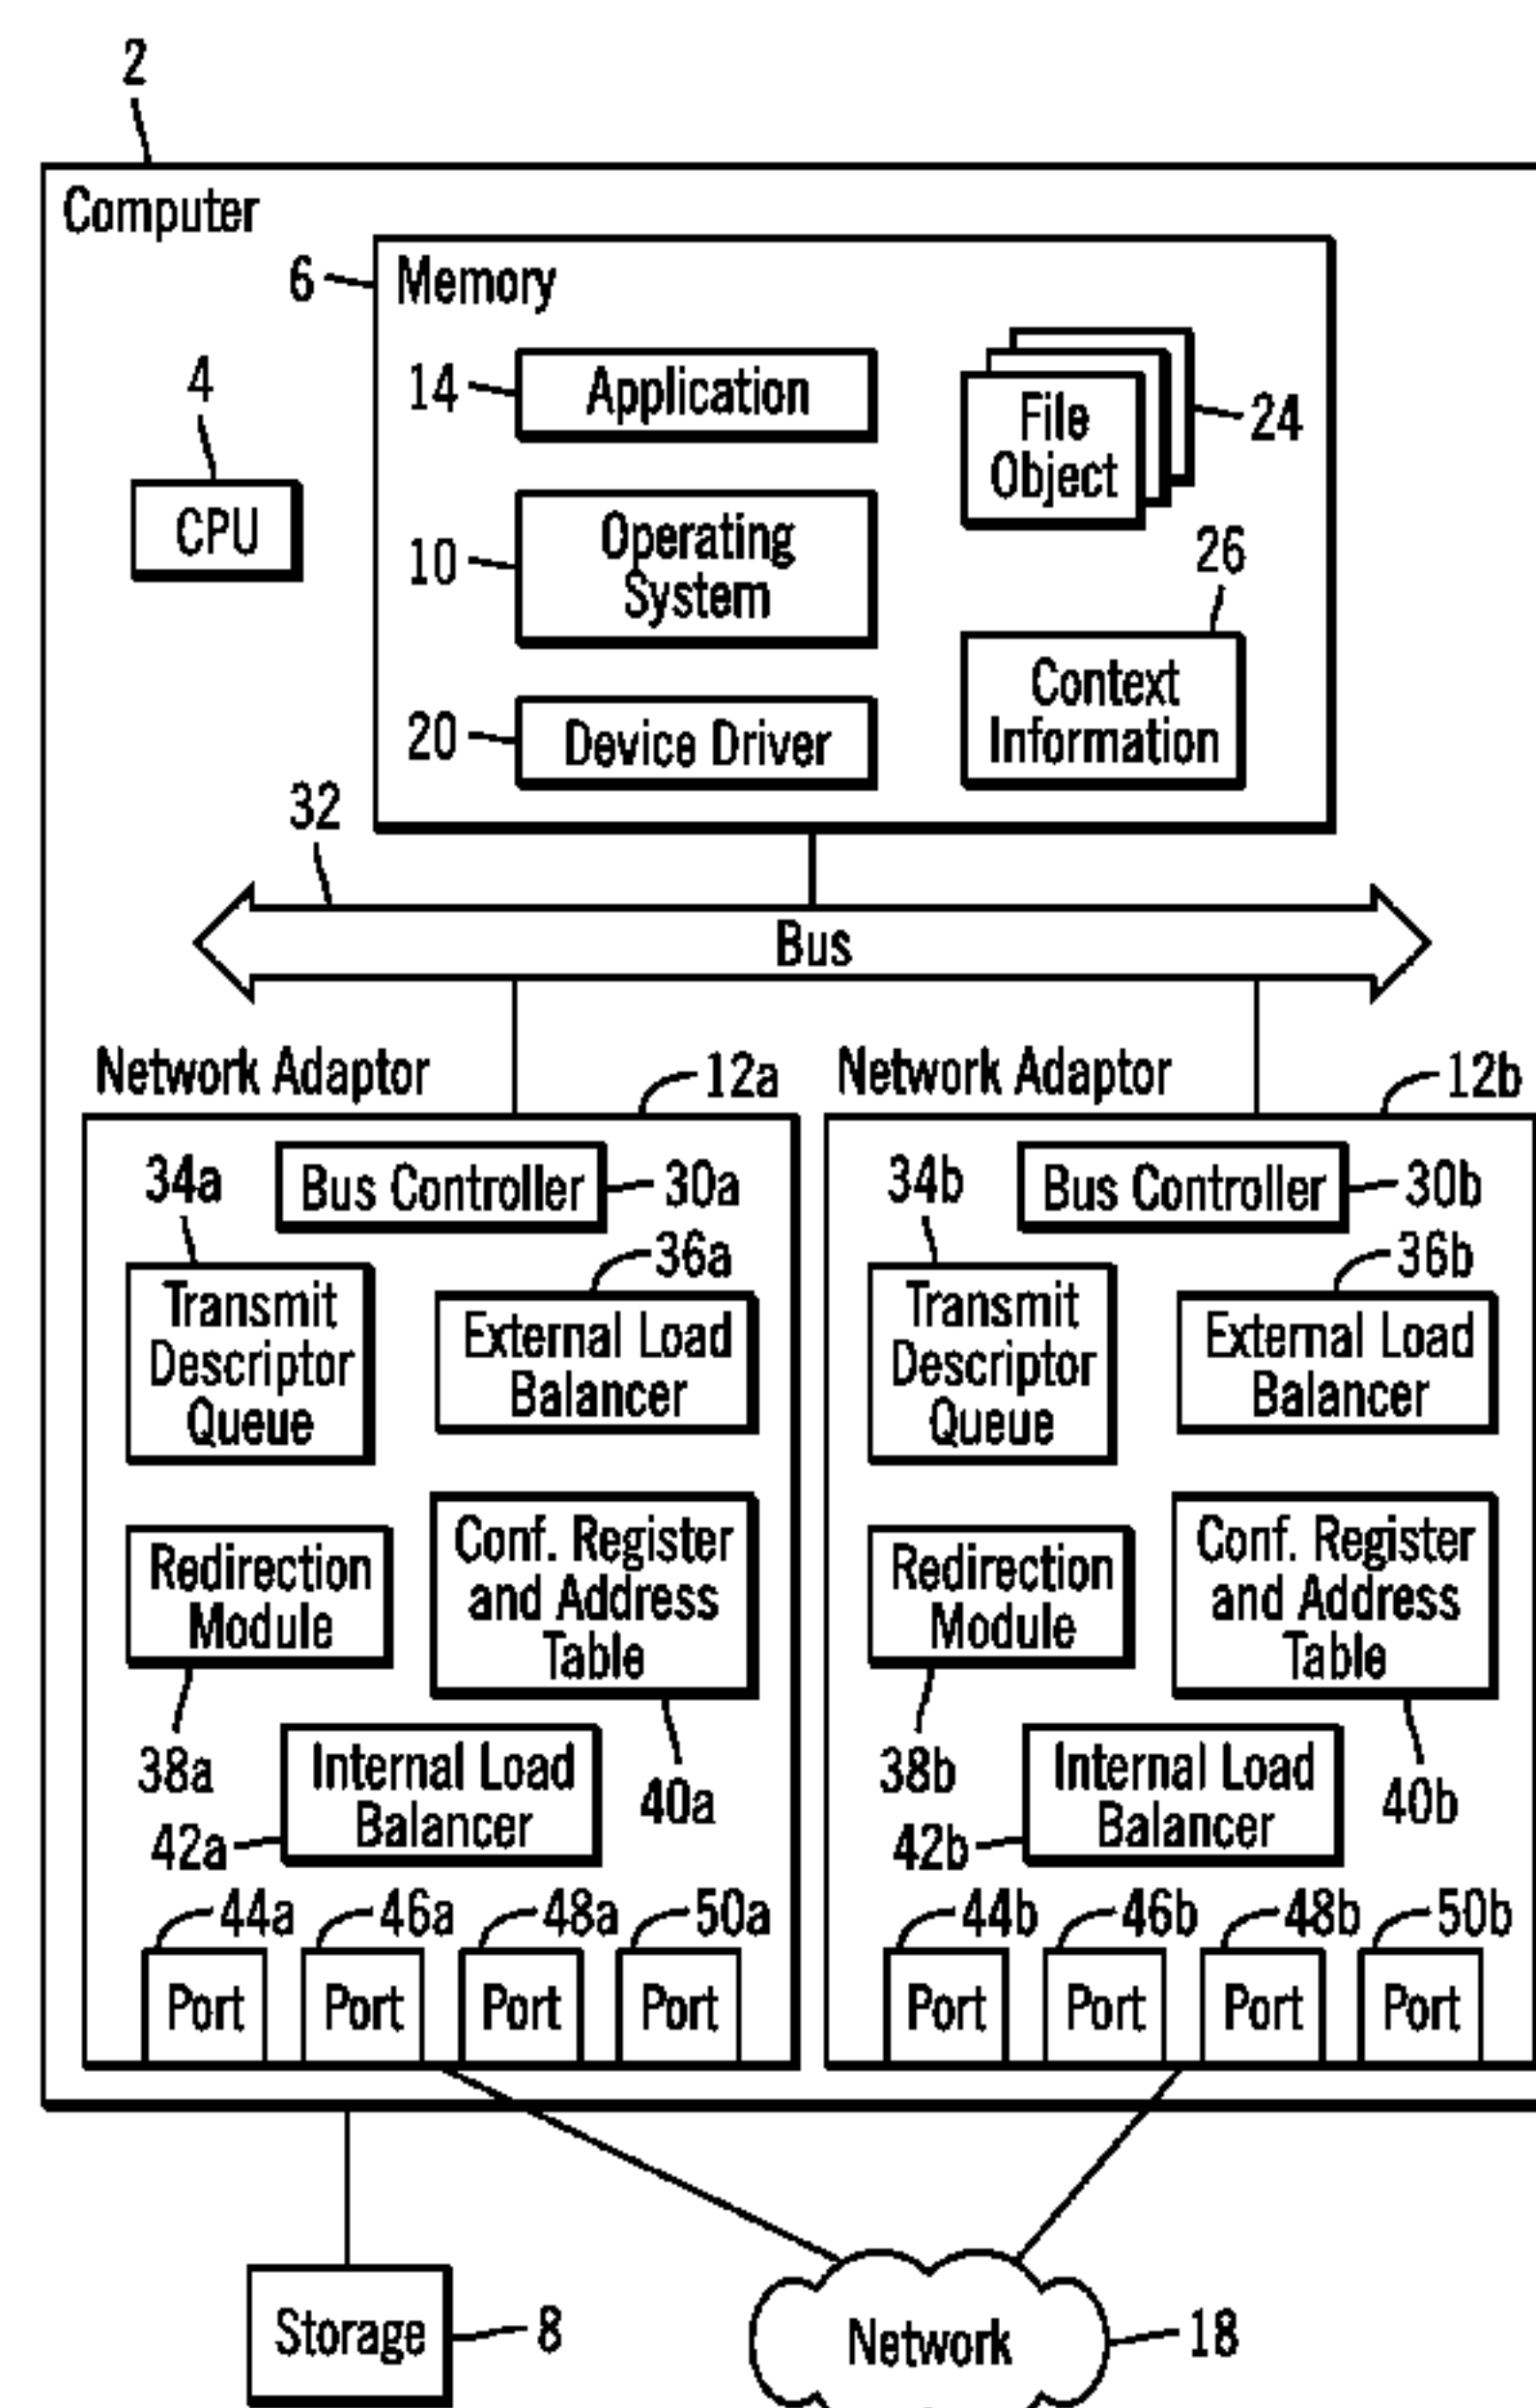 2
Computer
6
Memory
14
Application
File
Object
24
4
CPU
10
Operating
System
26
Context
Information
20
Device Driver
32
Bus
Network Adaptor
12a
Network Adaptor
12b
34a
Bus Controller
30a
36a
Transmit
Descriptor
Queue
External Load
Balancer
Redirection
Module
Conf. Register
and Address
Table
38a
Internal Load
Balancer
40a
42a
44a
46a
48a
50a
Port
Port
Port
Port
34b
Bus Controller
30b
36b
Transmit
Descriptor
Queue
External Load
Balancer
Redirection
Module
Conf. Register
and Address
Table
38b
Internal Load
Balancer
40b
42b
44b
46b
48b
50b
Port
Port
Port
Port
Storage
8
Network
18